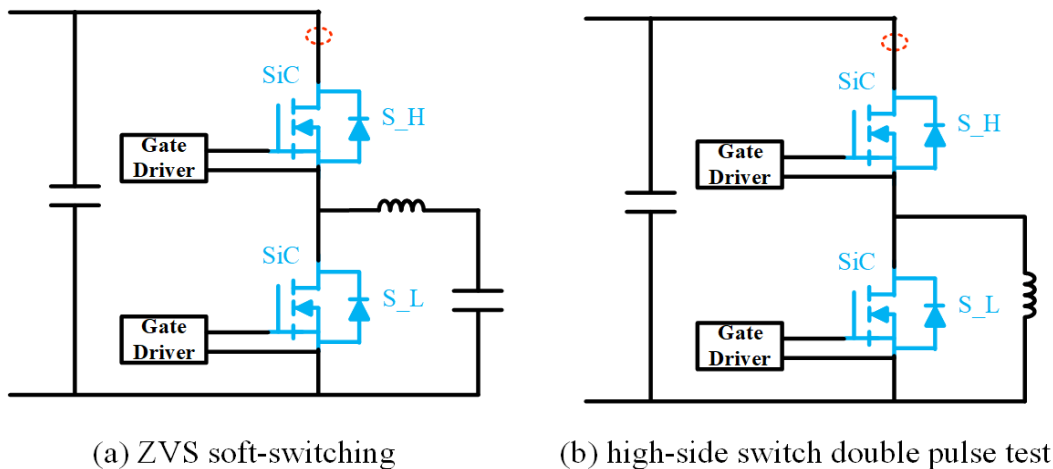 SiC
S_H
Gate
Driver
SiC
S_L
Gate
Driver
(a) ZVS soft-switching
SiC
S_H
Gate
Driver
SiC
S_L
Gate
Driver
(b) high-side switch double pulse test